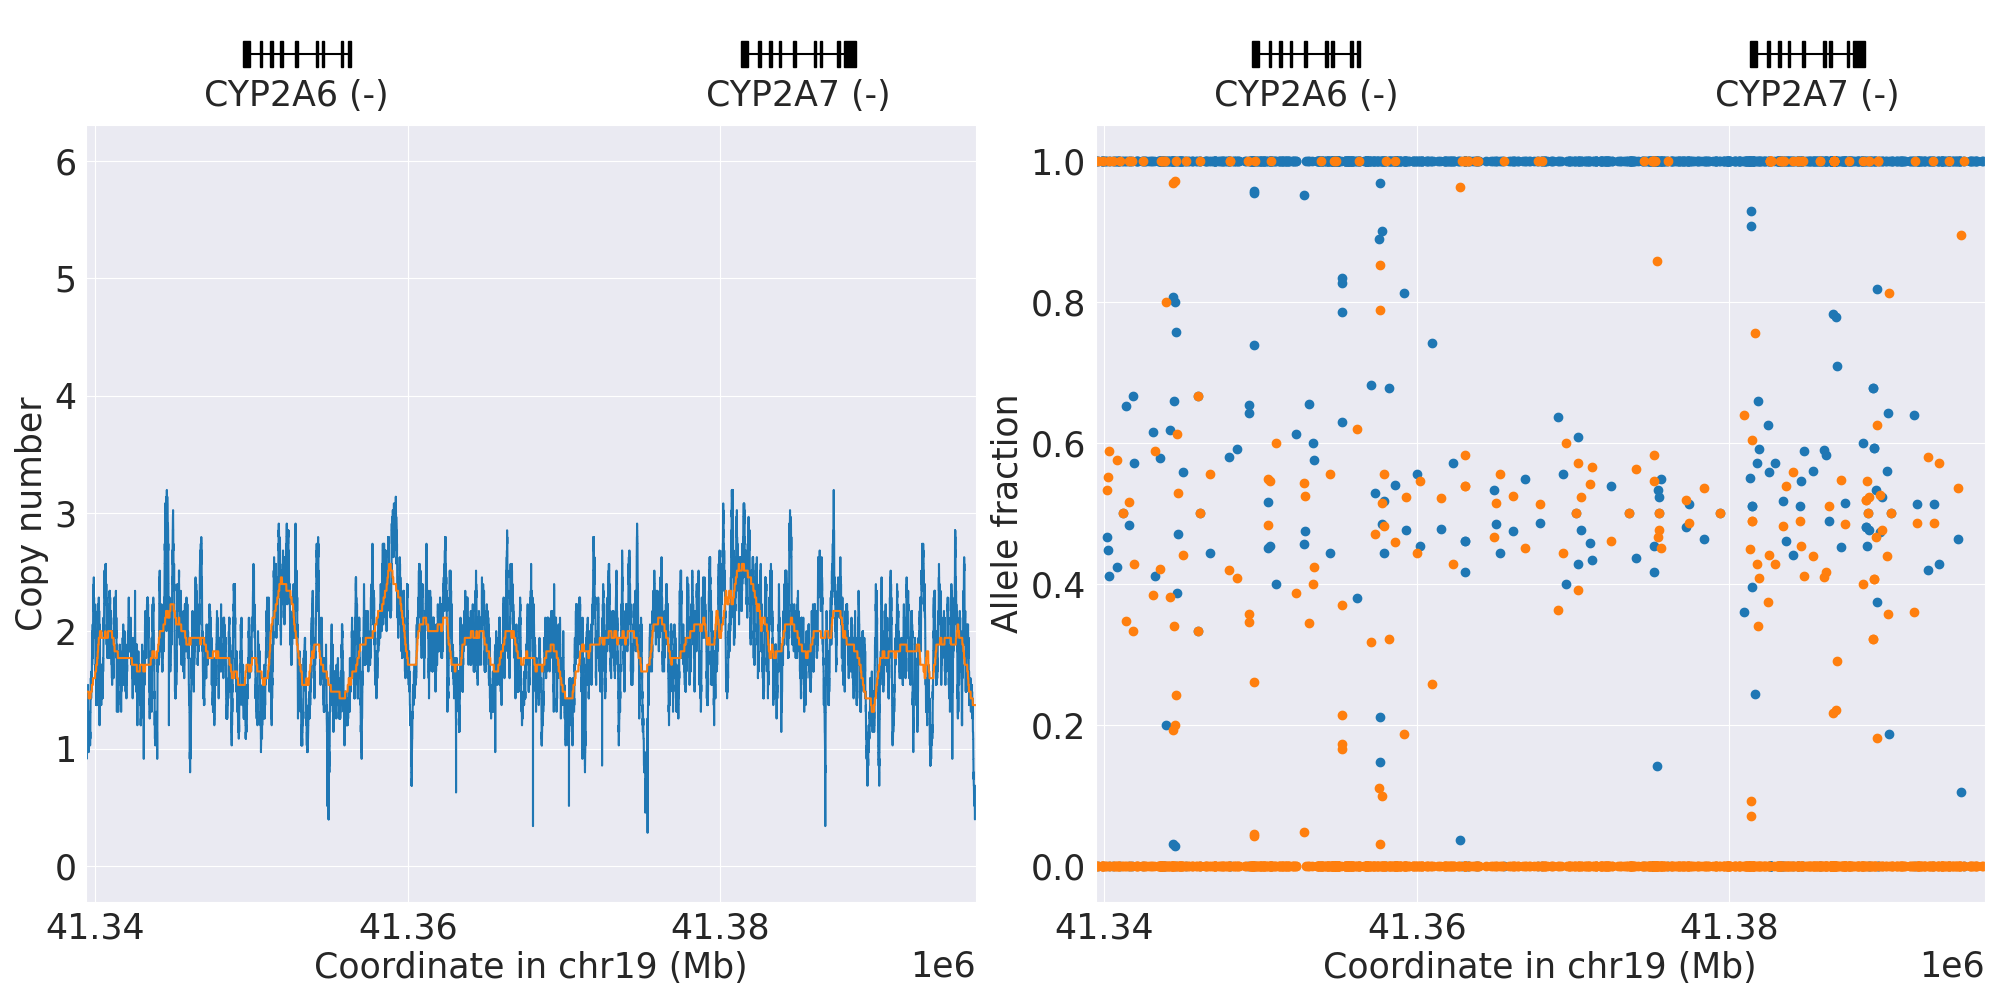 CYP2A6 (-)
CYP2A7 (-)
6
5
4
3
2
1
0
Copy number
41.34
41.36
41.38
Coordinate in chr19 (Mb)
1e6
CYP2A6 (-)
CYP2A7 (-)
1.0
0.8
0.6
0.4
0.2
0.0
Allele fraction
41.34
41.36
41.38
Coordinate in chr19 (Mb)
1e6